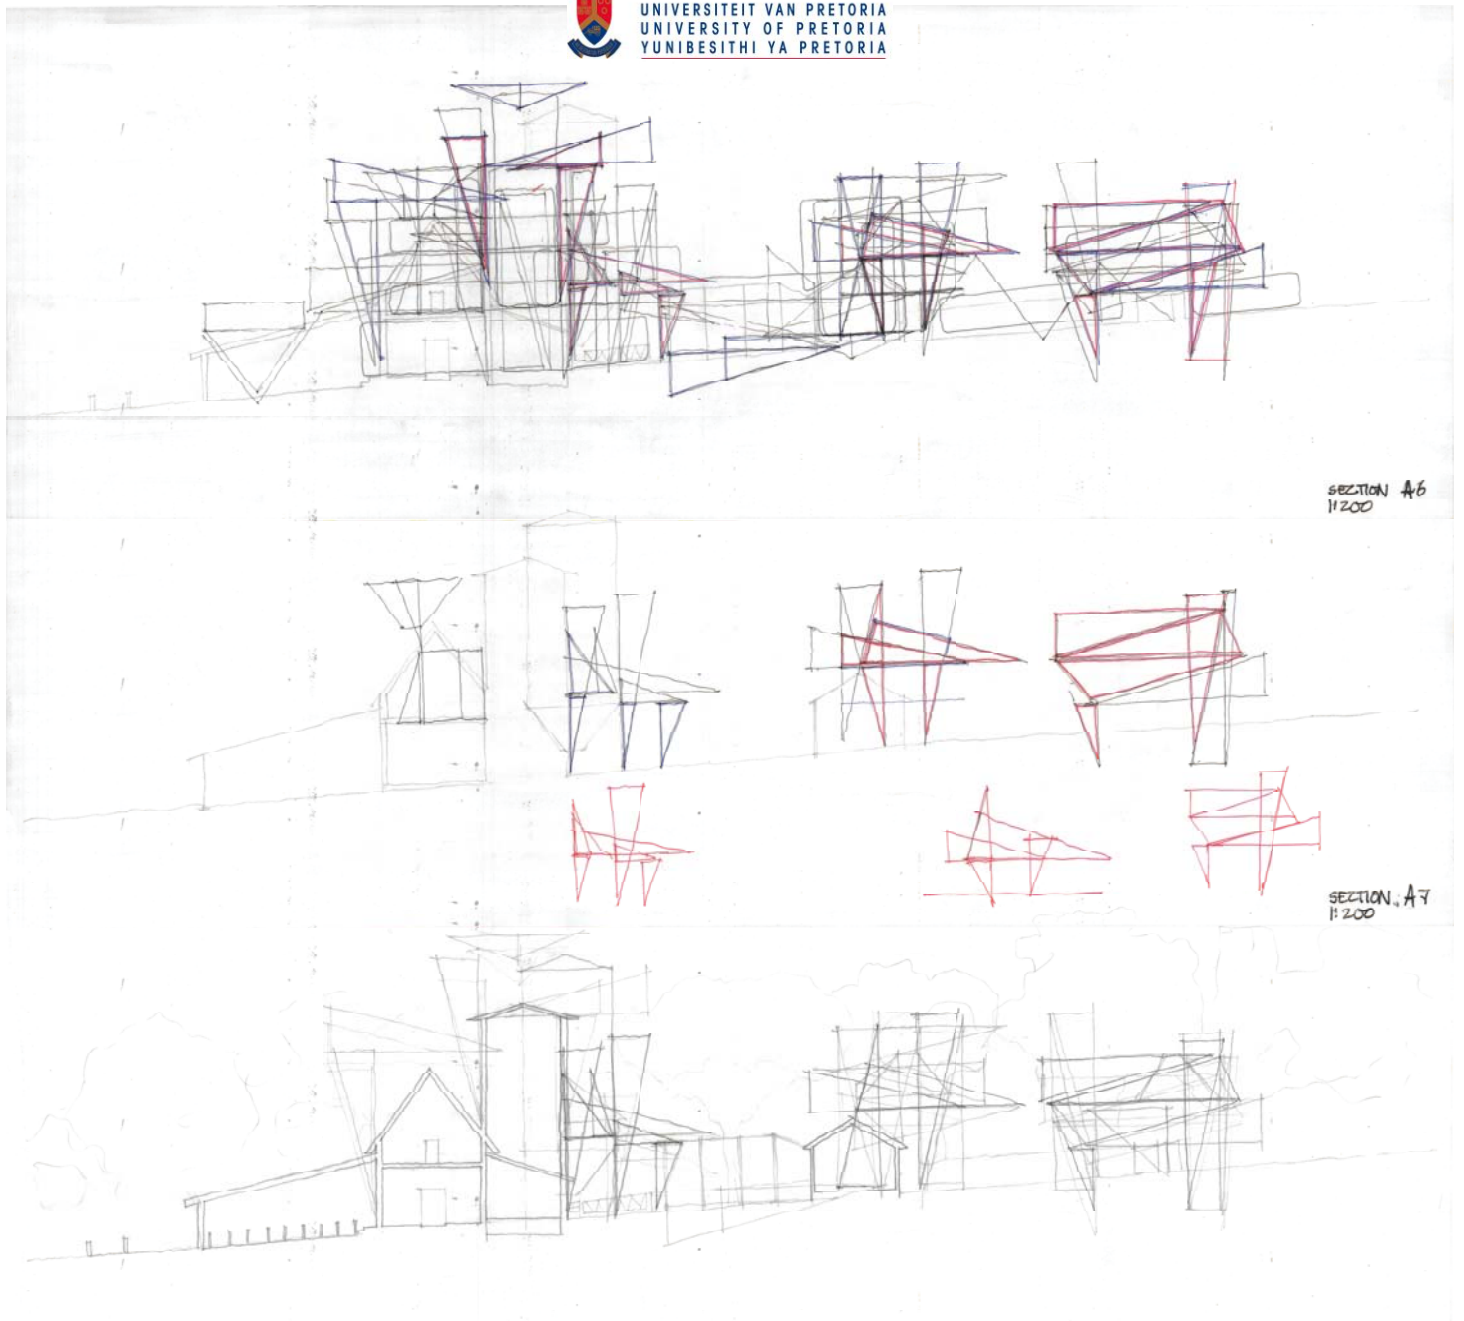 UNIVERSITEIT VAN PRETORIA
UNIVERSITY OF PRETORIA
YUNIBESITHI YA PRETORIA
SECTION A6
1:200
SECTION. A7
1:200